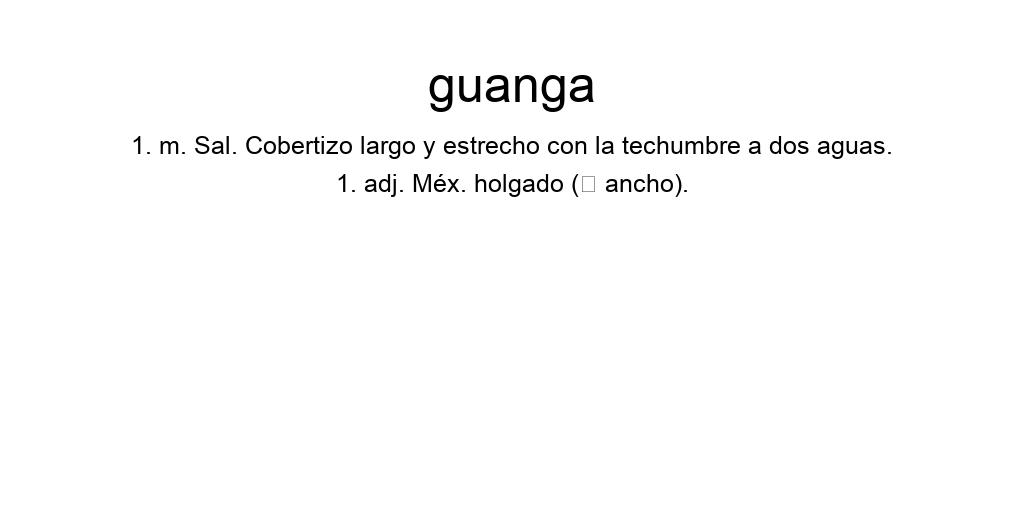 guanga
1. m. Sal. Cobertizo largo y estrecho con la techumbre a dos aguas.
1. adj. Méx. holgado (□ ancho).